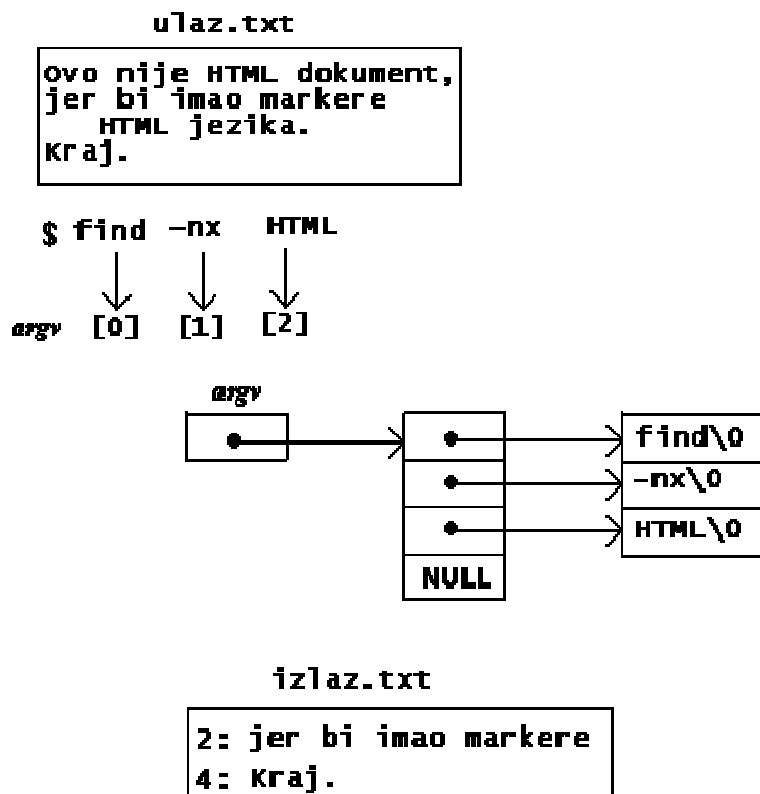 ulaz.txt
Ovo nije HTML dokument,
jer bi imao markere
HTML jezika.
Kraj.
$ find -nx HTML
argv [0] [1] [2]
argv
find\0
-nx\0
HTML\0
NULL
izlaz.txt
2: jer bi imao markere
4: Kraj.